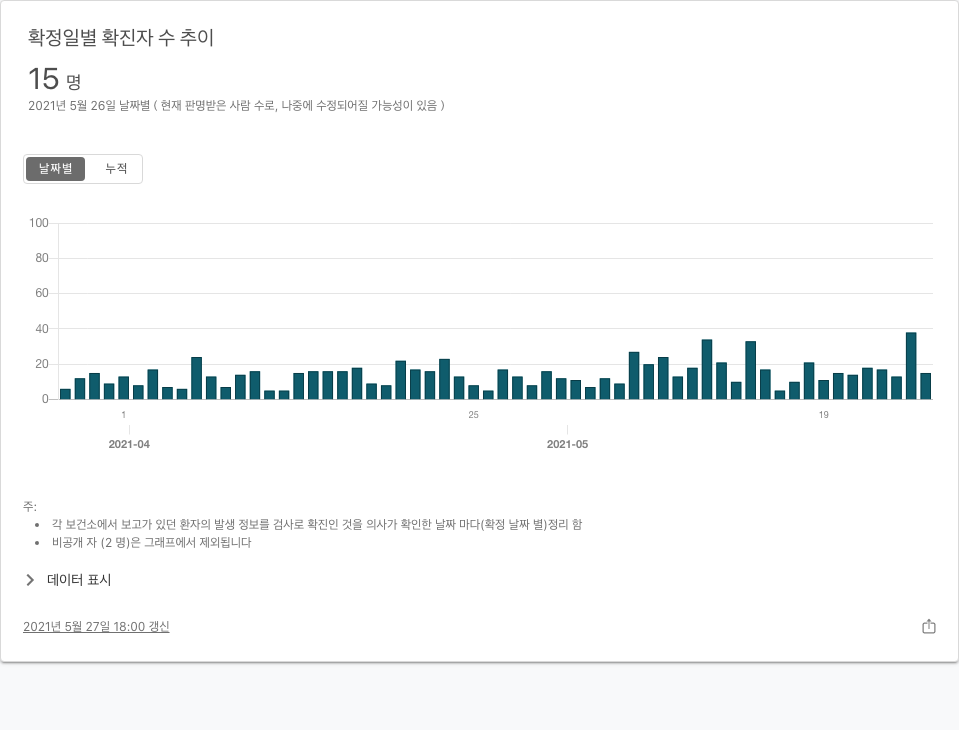 확정일별 확진자 수 추이
15 명
2021년 5월 26일 날짜별 ( 현재 판명받은 사람 수로, 나중에 수정되어질 가능성이 있음 )
날짜별 누적
100
80
60
40
20
0
1 25 19
2021-04 2021-05
주:
• 각 보건소에서 보고가 있던 환자의 발생 정보를 검사로 확진인 것을 의사가 확인한 날짜 마다(확정 날짜 별)정리 함
• 비공개 자 (2 명)은 그래프에서 제외됩니다
데이터 표시
2021년 5월 27일 18:00 갱신